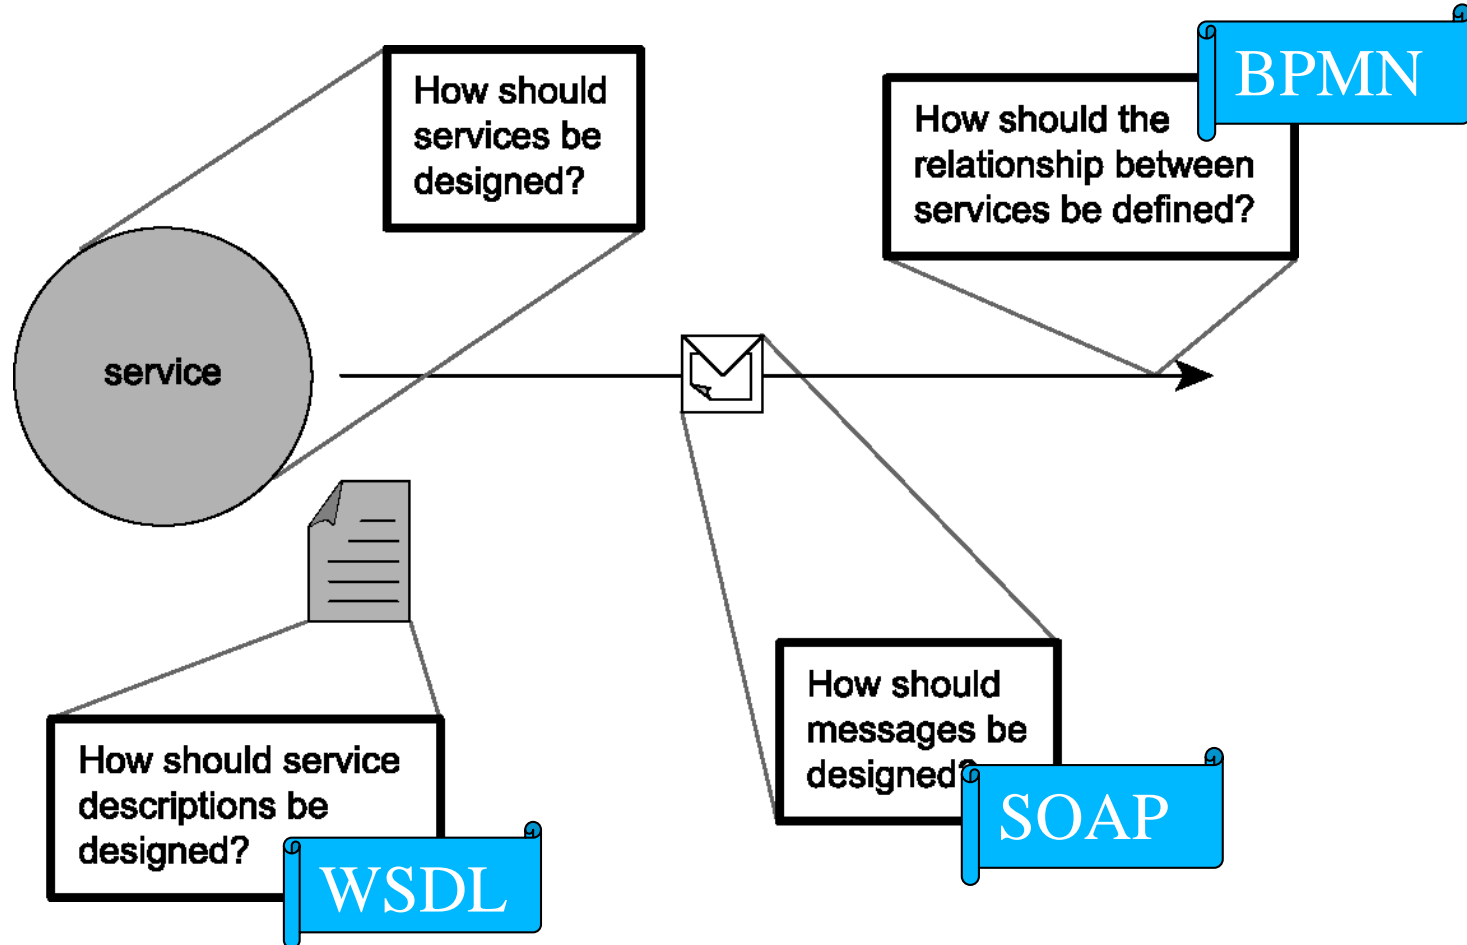 How should
services be
designed?
BPMN
How should the
relationship between
services be defined?
service
How should
messages be
designed?
SOAP
How should service
descriptions be
designed?
WSDL